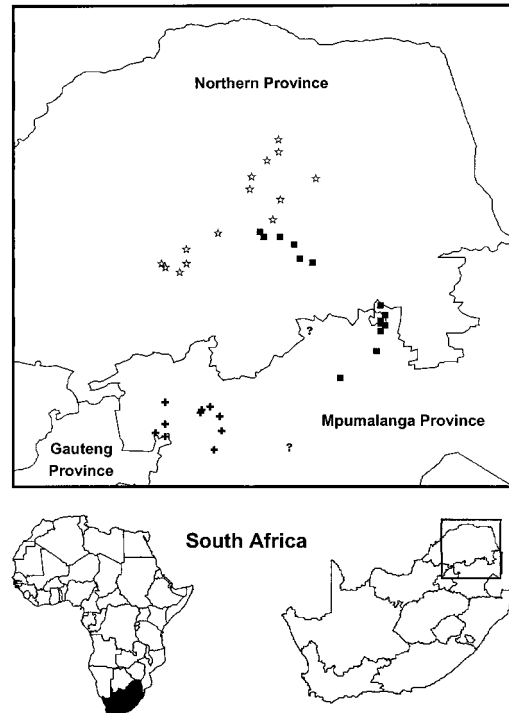 Northern Province
?
Mpumalanga Province
Gauteng
Province
?
South Africa